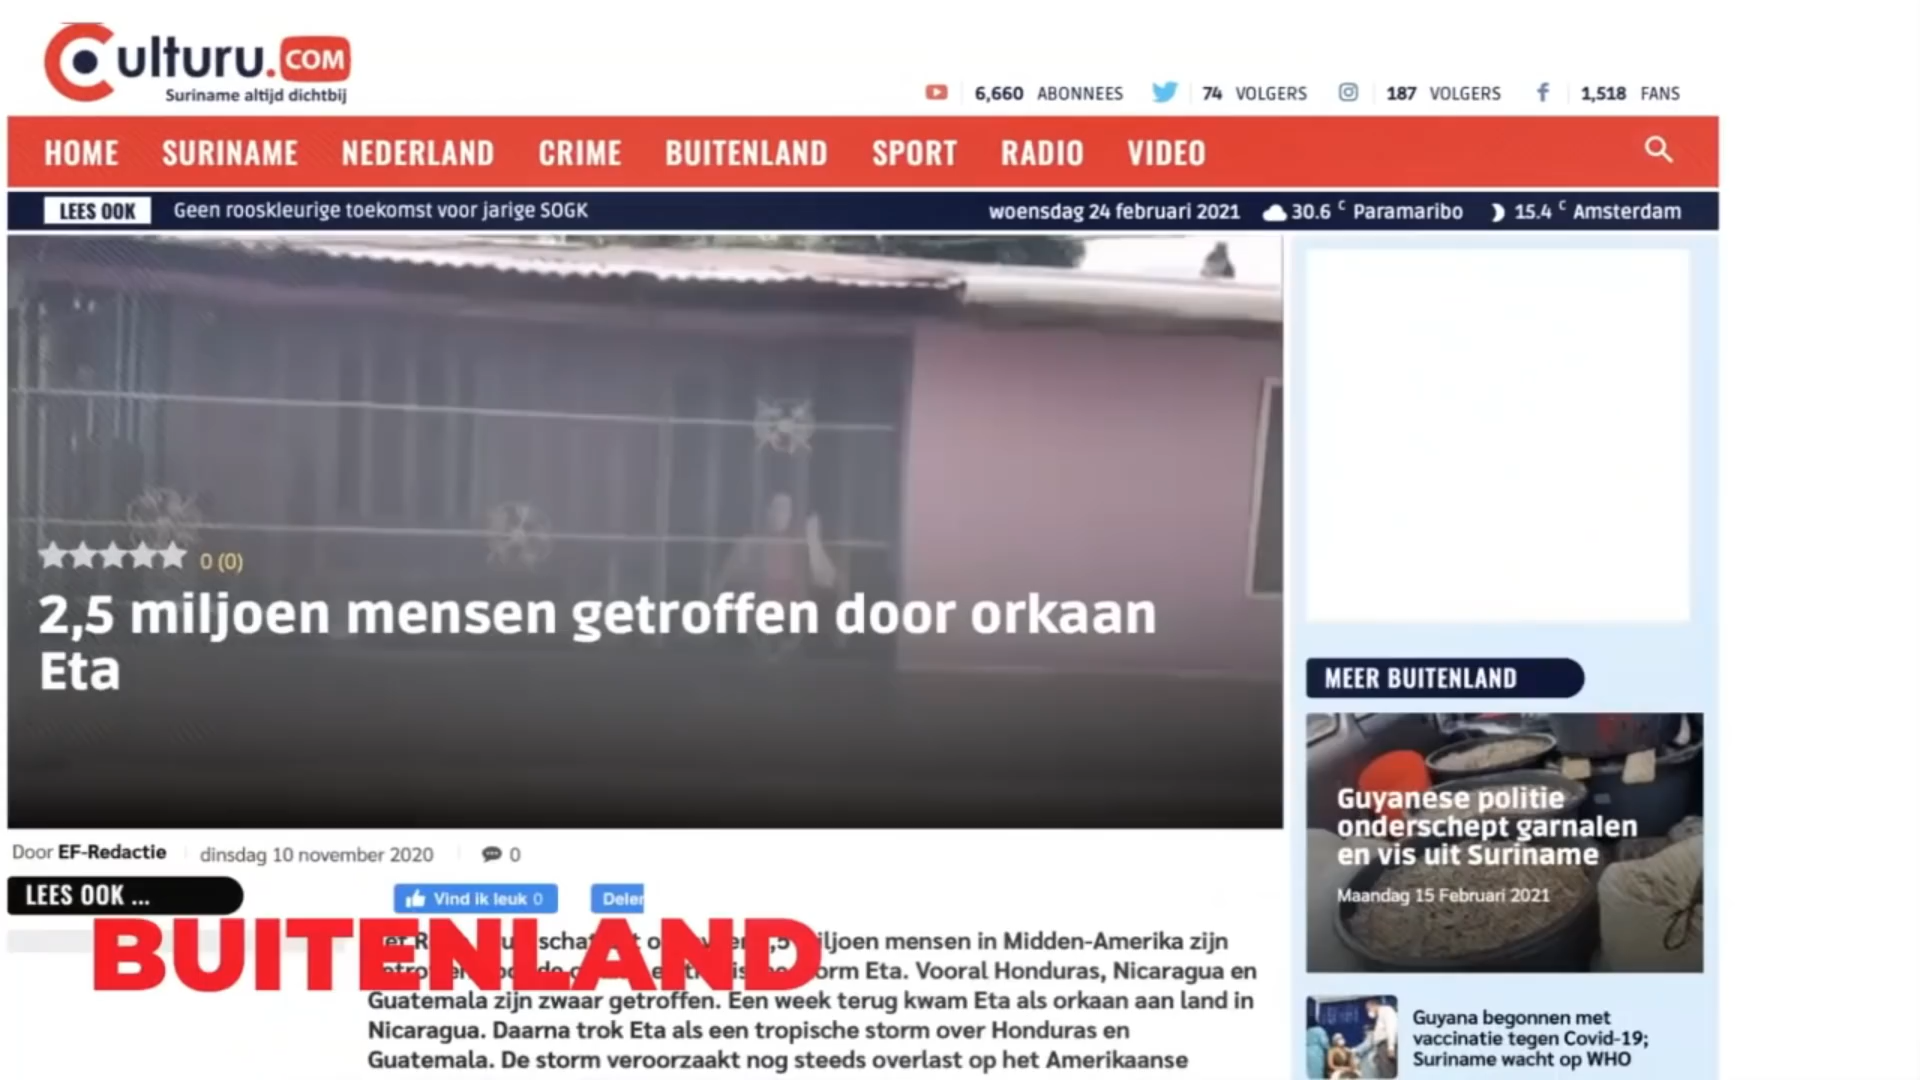 Culturu.COM
Suriname altijd dichtbij
6,660 ABONNEES 74 VOLGERS 187 VOLGERS 1,518 FANS
HOME SURINAME NEDERLAND CRIME BUITENLAND SPORT RADIO VIDEO
LEES OOK Geen rooskleurige toekomst voor jarige SOGK woensdag 24 februari 2021 30.6 C Paramaribo 15.4 C Amsterdam
0 (0)
2,5 miljoen mensen getroffen door orkaan
Eta
Door EF-Redactie dinsdag 10 november 2020 0
LEES OOK ...
Vind ik leuk 0 Delen
BUITENLAND
mensen in Midden-Amerika zijn
Eta. Vooral Honduras, Nicaragua en
Guatemala zijn zwaar getroffen. Een week terug kwam Eta als orkaan aan land in
Nicaragua. Daarna trok Eta als een tropische storm over Honduras en
Guatemala. De storm veroorzaakt nog steeds overlast op het Amerikaanse
MEER BUITENLAND
Guyanese politie
onderschept garnalen
en vis uit Suriname
Maandag 15 Februari 2021
Guyana begonnen met
vaccinatie tegen Covid-19;
Suriname wacht op WHO